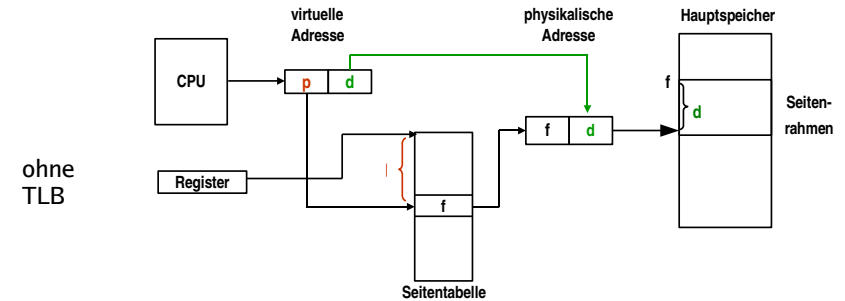 virtuelle
Adresse
physikalische
Adresse
Hauptspeicher
CPU
p d
f
d
Seiten-
rahmen
f d
ohne
TLB
Register
f
Seitentabelle